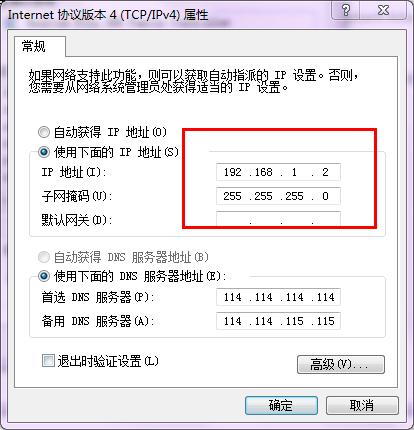 Internet 协议版本 4 (TCP/IPv4) 属性
常规
如果网络支持此功能，则可以获取自动指派的 IP 设置。否则，
您需要从网络系统管理员处获得适当的 IP 设置。
自动获得 IP 地址(O)
使用下面的 IP 地址(S)
IP 地址(I): 192 .168 . 1 . 2
子网掩码(U): 255 .255 .255 . 0
默认网关(D): . . .
自动获得 DNS 服务器地址(B)
使用下面的 DNS 服务器地址(E):
首选 DNS 服务器(P): 114 .114 .114 .114
备用 DNS 服务器(A): 114 .114 .115 .115
退出时验证设置(L)
高级(V)...
确定 取消